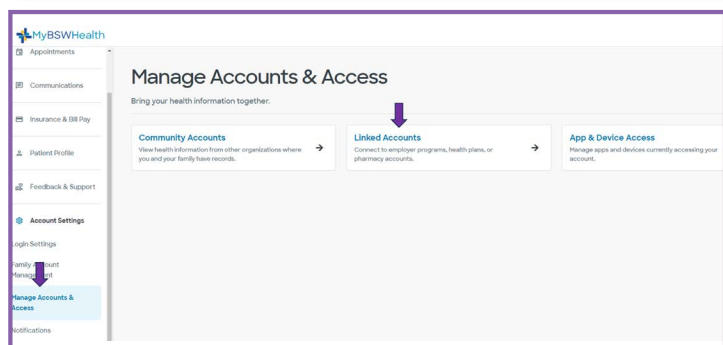 MyBSWHealth
Appointments
Communications
Insurance & Bill Pay
Patient Profile
Feedback & Support
Account Settings
Login Settings
Family Account
Management
Manage Accounts &
Access
Notifications
Manage Accounts & Access
Bring your health information together.
Community Accounts
View health information from other organizations where
you and your family have records.
Linked Accounts
Connect to employer programs, health plans, or
pharmacy accounts.
App & Device Access
Manage apps and devices currently accessing your
account.